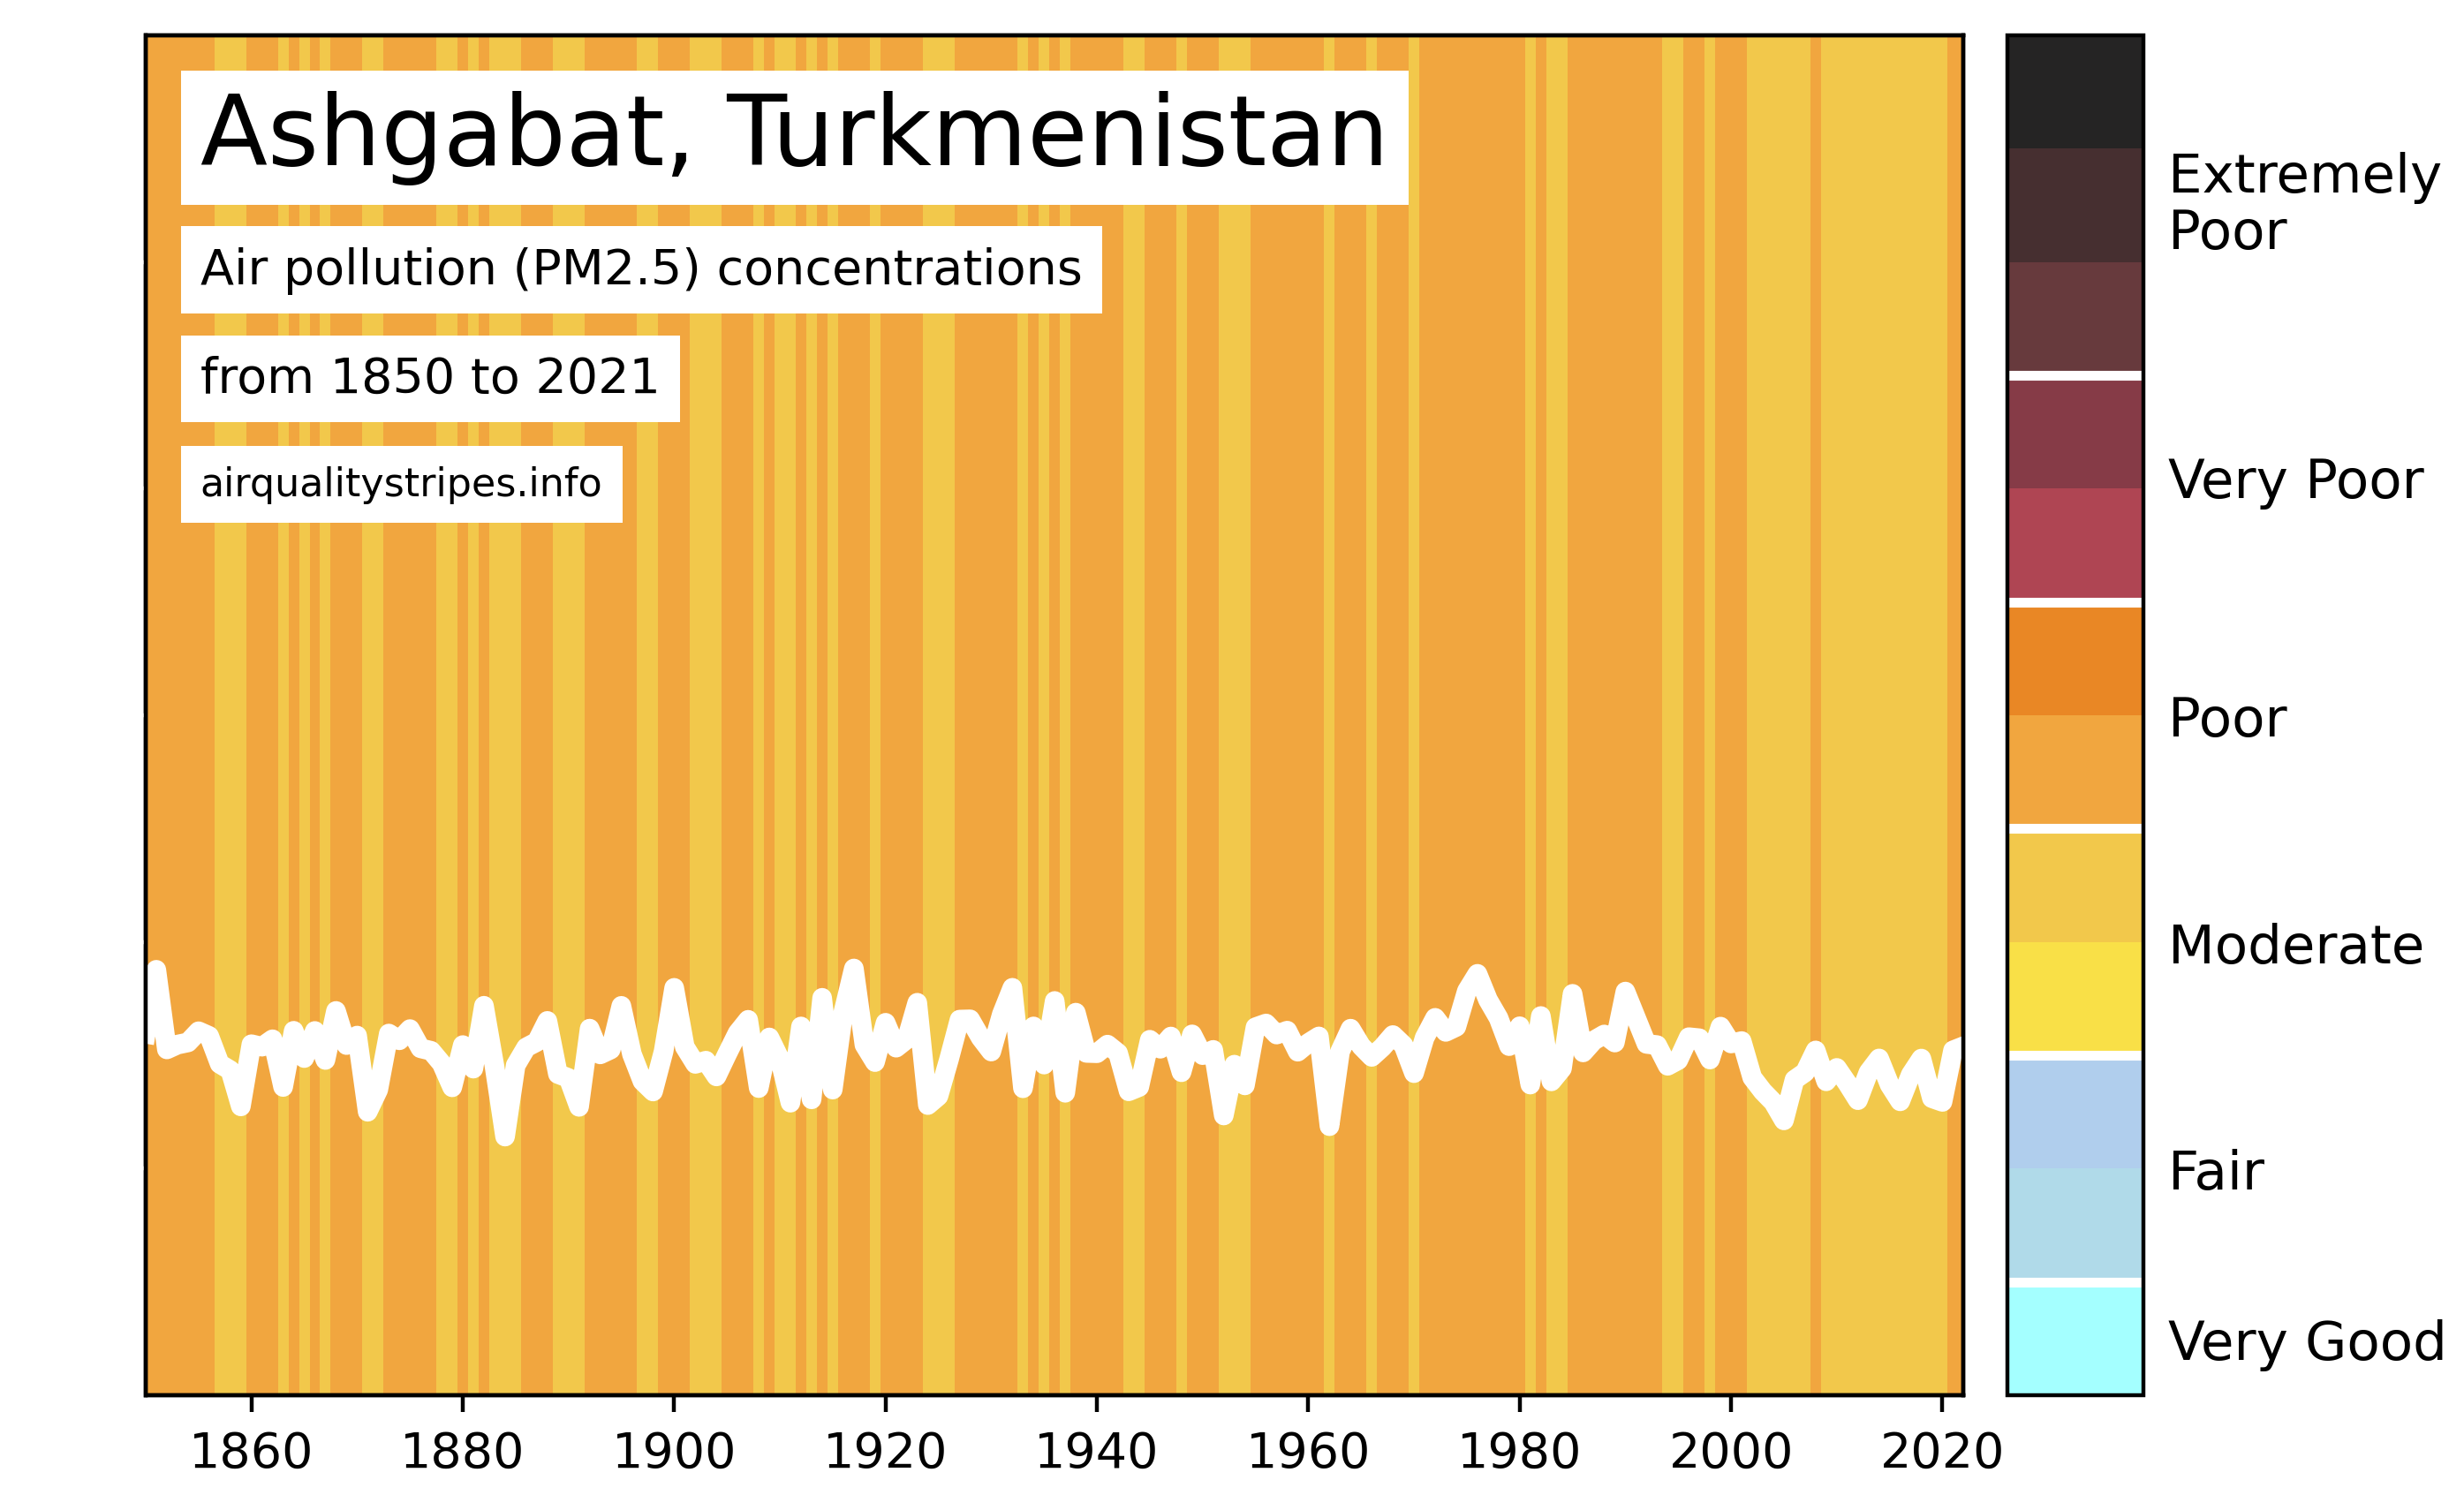 Ashgabat, Turkmenistan
Air pollution (PM2.5) concentrations
from 1850 to 2021
airqualitystripes.info
Extremely
Poor
Very Poor
Poor
Moderate
Fair
Very Good
1860 1880 1900 1920 1940 1960 1980 2000 2020